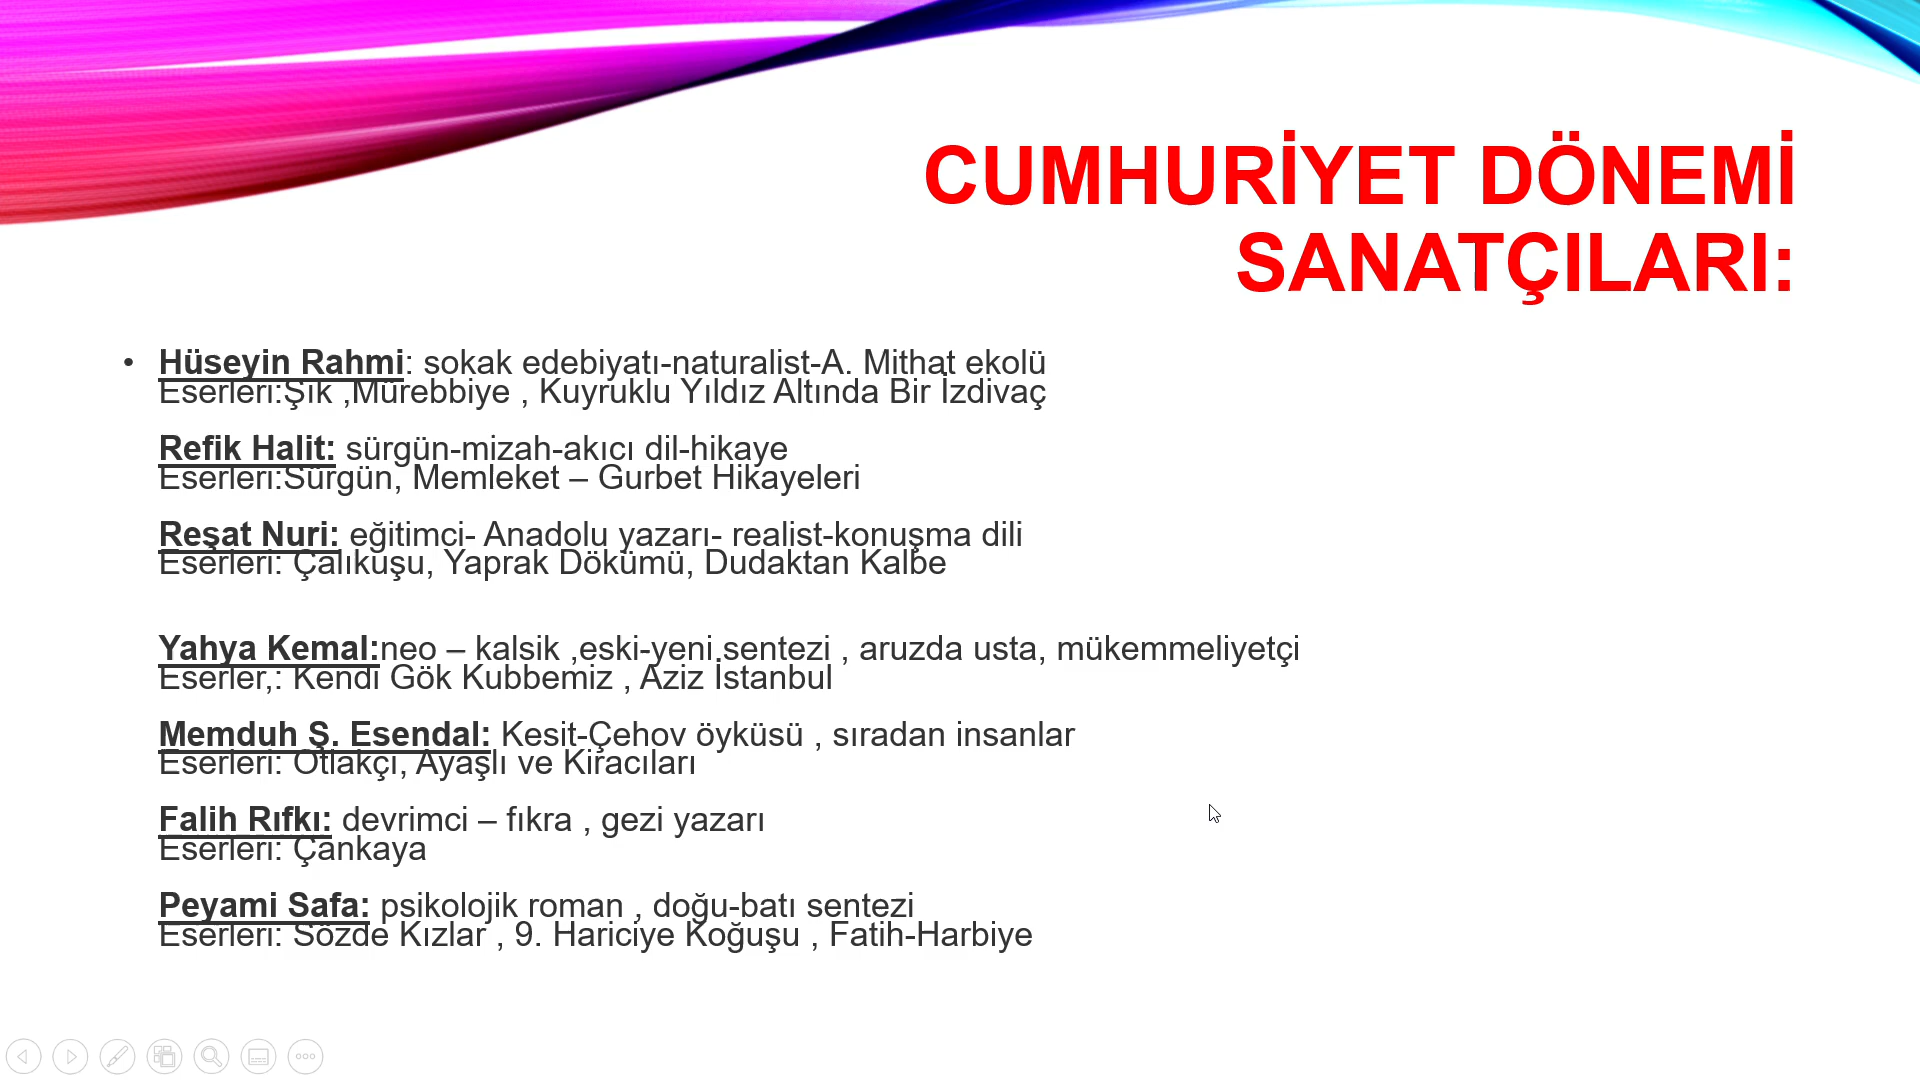 CUMHURİYET DÖNEMİ
SANATÇILARI:
• Hüseyin Rahmi: sokak edebiyatı-naturalist-A. Mithat ekolü
Eserleri:Şık ,Mürebbiye , Kuyruklu Yıldız Altında Bir İzdivaç
Refik Halit: sürgün-mizah-akıcı dil-hikaye
Eserleri:Sürgün, Memleket – Gurbet Hikayeleri
Reşat Nuri: eğitimci- Anadolu yazarı- realist-konuşma dili
Eserleri: Çalıkuşu, Yaprak Dökümü, Dudaktan Kalbe
Yahya Kemal:neo – kalsik ,eski-yeni sentezi , aruzda usta, mükemmeliyetçi
Eserler,: Kendi Gök Kubbemiz , Aziz İstanbul
Memduh Ş. Esendal: Kesit-Çehov öyküsü , sıradan insanlar
Eserleri: Otlakçı, Ayaşlı ve Kiracıları
Falih Rıfkı: devrimci – fıkra , gezi yazarı
Eserleri: Çankaya
Peyami Safa: psikolojik roman , doğu-batı sentezi
Eserleri: Sözde Kızlar , 9. Hariciye Koğuşu , Fatih-Harbiye